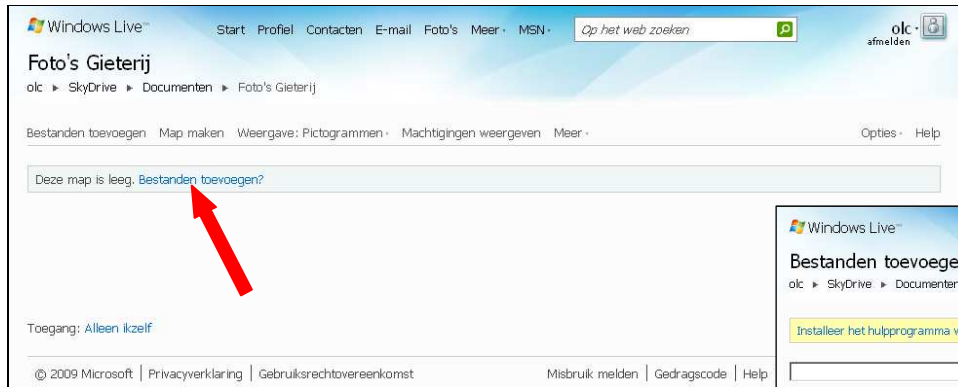 Windows Live™ Start Profiel Contacten E-mail Foto's Meer MSN Op het web zoeken olc
afmelden
Foto's Gieterij
olc ▸ SkyDrive ▸ Documenten ▸ Foto's Gieterij
Bestanden toevoegen Map maken Weergave: Pictogrammen Machtigingen weergeven Meer Opties Help
Deze map is leeg. Bestanden toevoegen?
Toegang: Alleen ikzelf
© 2009 Microsoft | Privacyverklaring | Gebruiksrechtovereenkomst Misbruik melden | Gedragscode | Help
Windows Live™
Bestanden toevoege
olc ▸ SkyDrive ▸ Documenten
Installeer het hulpprogramma v